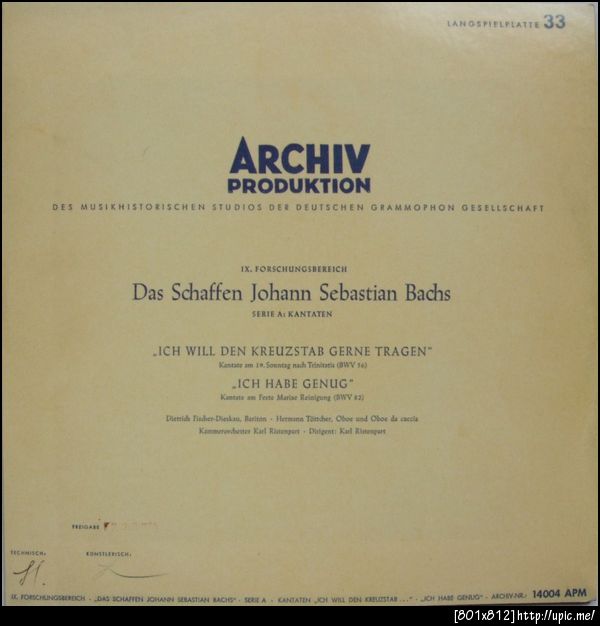 LANGSPIELPLATTE 33
ARCHIV
PRODUKTION
DES MUSIKHISTORISCHEN STUDIOS DER DEUTSCHEN GRAMMOPHON GESELLSCHAFT
IX. FORSCHUNGSBEREICH
Das Schaffen Johann Sebastian Bachs
SERIE A: KANTATEN
„ICH WILL DEN KREUZSTAB GERNE TRAGEN“
Kantate am 19. Sonntag nach Trinitatis (BWV 56)
„ICH HABE GENUG“
Kantate am Feste Mariae Reinigung (BWV 82)
Dietrich Fischer-Dieskau, Bariton - Hermann Töttcher, Oboe und Oboe da caccia
Kammerorchester Karl Ristenpart - Dirigent: Karl Ristenpart
FREIGABE
TECHNISCH: KÜNSTLERISCH:
IX. FORSCHUNGSBEREICH - „DAS SCHAFFEN JOHANN SEBASTIAN BACHS“ - SERIE A - KANTATEN „ICH WILL DEN KREUZSTAB ...“ - „ICH HABE GENUG“ - ARCHIV-NR.: 14004 APM
[801x812]http://upic.me/